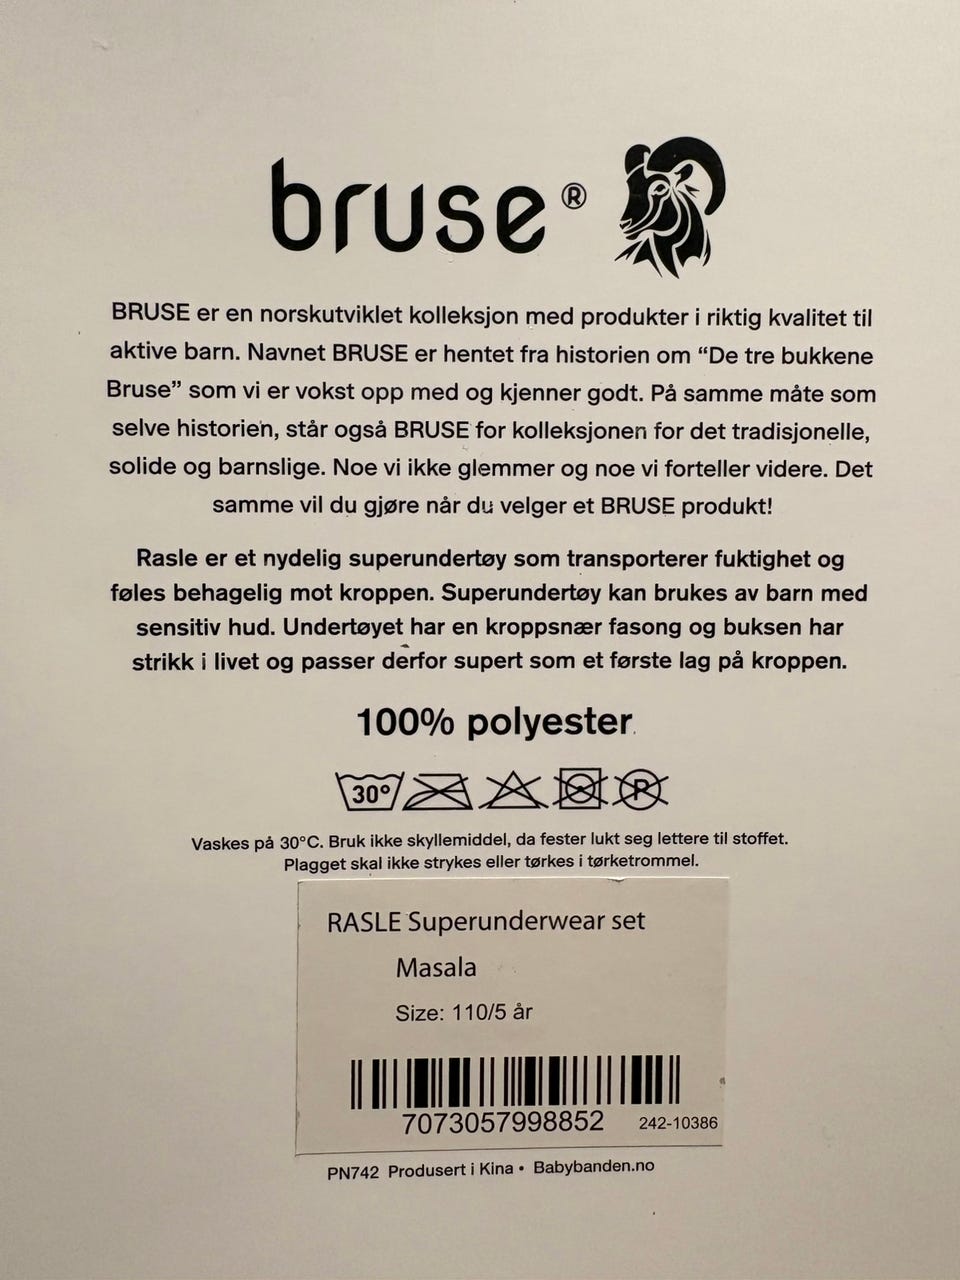 bruse®
BRUSE er en norskutviklet kolleksjon med produkter i riktig kvalitet til
aktive barn. Navnet BRUSE er hentet fra historien om “De tre bukkene
Bruse” som vi er vokst opp med og kjenner godt. På samme måte som
selve historien, står også BRUSE for kolleksjonen for det tradisjonelle,
solide og barnslige. Noe vi ikke glemmer og noe vi forteller videre. Det
samme vil du gjøre når du velger et BRUSE produkt!
Rasle er et nydelig superundertøy som transporterer fuktighet og
føles behagelig mot kroppen. Superundertøy kan brukes av barn med
sensitiv hud. Undertøyet har en kroppsnær fasong og buksen har
strikk i livet og passer derfor supert som et første lag på kroppen.
100% polyester
30° P
Vaskes på 30°C. Bruk ikke skyllemiddel, da fester lukt seg lettere til stoffet.
Plagget skal ikke strykes eller tørkes i tørketrommel.
RASLE Superunderwear set
Masala
Size: 110/5 år
7073057998852 242-10386
PN742 Produsert i Kina • Babybanden.no